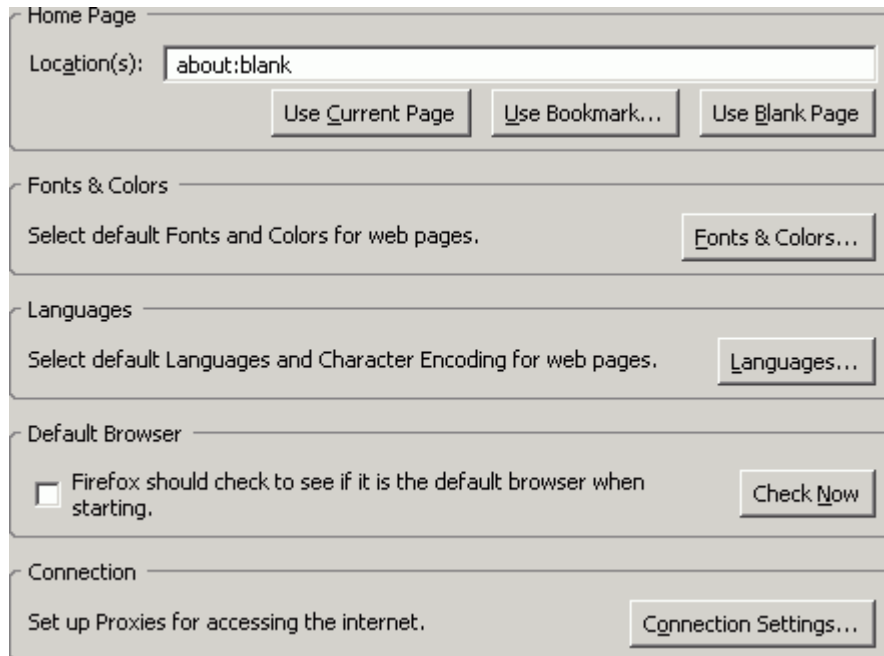 Home Page
Location(s): about:blank
Use Current Page Use Bookmark... Use Blank Page
Fonts & Colors
Select default Fonts and Colors for web pages. Fonts & Colors...
Languages
Select default Languages and Character Encoding for web pages. Languages...
Default Browser
Firefox should check to see if it is the default browser when
starting. Check Now
Connection
Set up Proxies for accessing the internet. Connection Settings...